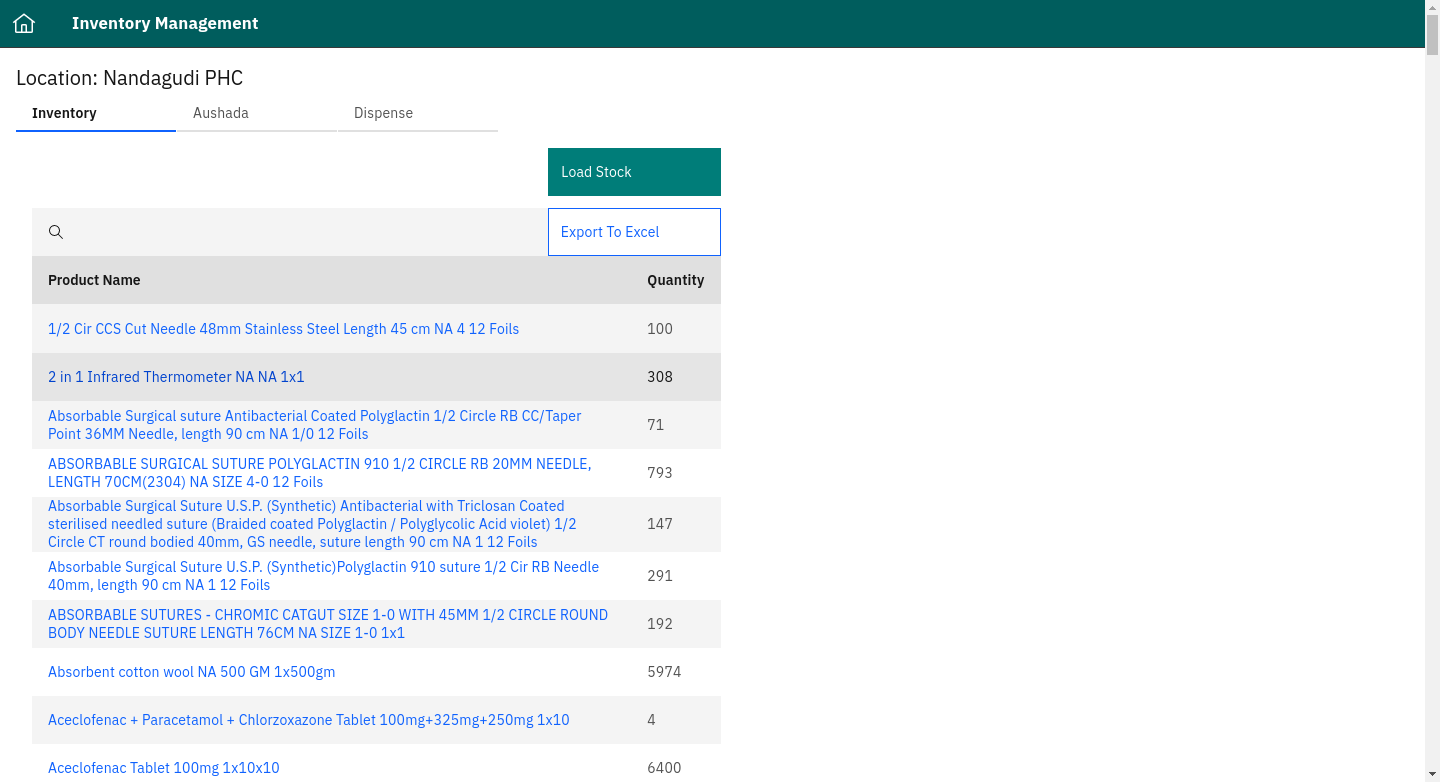 Inventory Management
Location: Nandagudi PHC
Inventory
Aushada
Dispense
Load Stock
Export To Excel
Product Name Quantity
1/2 Cir CCS Cut Needle 48mm Stainless Steel Length 45 cm NA 4 12 Foils 100
2 in 1 Infrared Thermometer NA NA 1x1 308
Absorbable Surgical suture Antibacterial Coated Polyglactin 1/2 Circle RB CC/Taper
Point 36MM Needle, length 90 cm NA 1/0 12 Foils
71
ABSORBABLE SURGICAL SUTURE POLYGLACTIN 910 1/2 CIRCLE RB 20MM NEEDLE,
LENGTH 70CM(2304) NA SIZE 4-0 12 Foils
793
Absorbable Surgical Suture U.S.P. (Synthetic) Antibacterial with Triclosan Coated
sterilised needled suture (Braided coated Polyglactin / Polyglycolic Acid violet) 1/2
Circle CT round bodied 40mm, GS needle, suture length 90 cm NA 1 12 Foils
147
Absorbable Surgical Suture U.S.P. (Synthetic)Polyglactin 910 suture 1/2 Cir RB Needle
40mm, length 90 cm NA 1 12 Foils
291
ABSORBABLE SUTURES - CHROMIC CATGUT SIZE 1-0 WITH 45MM 1/2 CIRCLE ROUND
BODY NEEDLE SUTURE LENGTH 76CM NA SIZE 1-0 1x1
192
Absorbent cotton wool NA 500 GM 1x500gm 5974
Aceclofenac + Paracetamol + Chlorzoxazone Tablet 100mg+325mg+250mg 1x10 4
Aceclofenac Tablet 100mg 1x10x10 6400